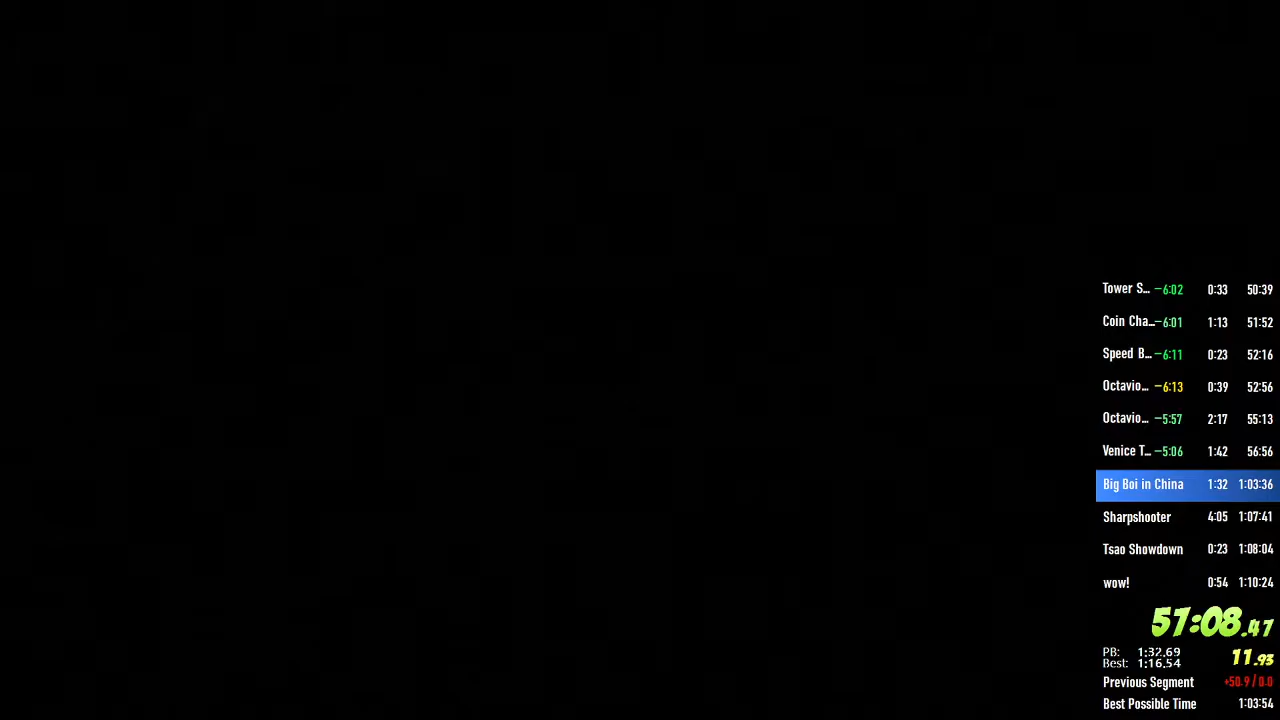 Tower S... −6:02 0:33 50:39
Coin Cha... −6:01 1:13 51:52
Speed B... −6:11 0:23 52:16
Octavio... −6:13 0:39 52:56
Octavio... −5:57 2:17 55:13
Venice T... −5:06 1:42 56:56
Big Boi in China 1:32 1:03:36
Sharpshooter 4:05 1:07:41
Tsao Showdown 0:23 1:08:04
wow! 0:54 1:10:24
57:08.47
PB: 1:32.69 11.93
Best: 1:16.54
Previous Segment +50.9 / 0.0
Best Possible Time 1:03:54